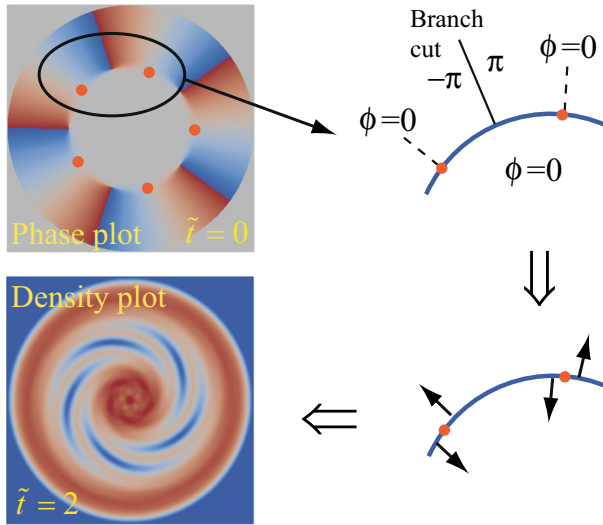 Branch
cut
−π
π
ϕ=0
ϕ=0
ϕ=0
Phase plot
t̃ = 0
Density plot
t̃ = 2